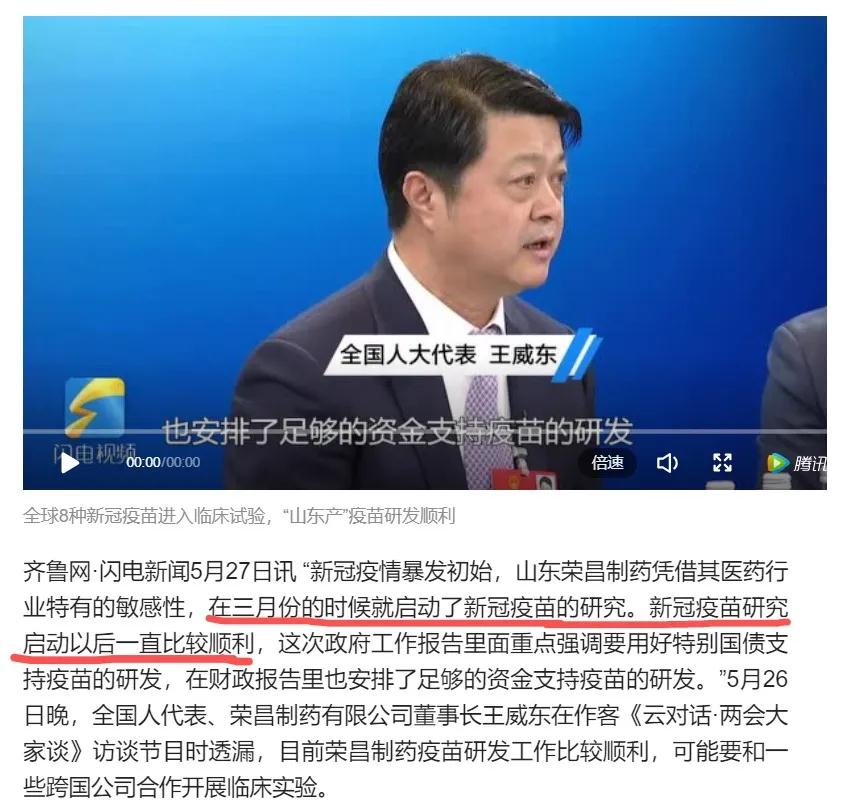 全国人大代表 王威东
也安排了足够的资金支持疫苗的研发
闪电视频
00:00/00:00
倍速
腾讯
全球8种新冠疫苗进入临床试验，“山东产”疫苗研发顺利
齐鲁网·闪电新闻5月27日讯 “新冠疫情暴发初始，山东荣昌制药凭借其医药行
业特有的敏感性，在三月份的时候就启动了新冠疫苗的研究。新冠疫苗研究
启动以后一直比较顺利，这次政府工作报告里面重点强调要用好特别国债支
持疫苗的研发，在财政报告里也安排了足够的资金支持疫苗的研发。”5月26
日晚，全国人代表、荣昌制药有限公司董事长王威东在作客《云对话·两会大
家谈》访谈节目时透漏，目前荣昌制药疫苗研发工作比较顺利，可能要和一
些跨国公司合作开展临床实验。